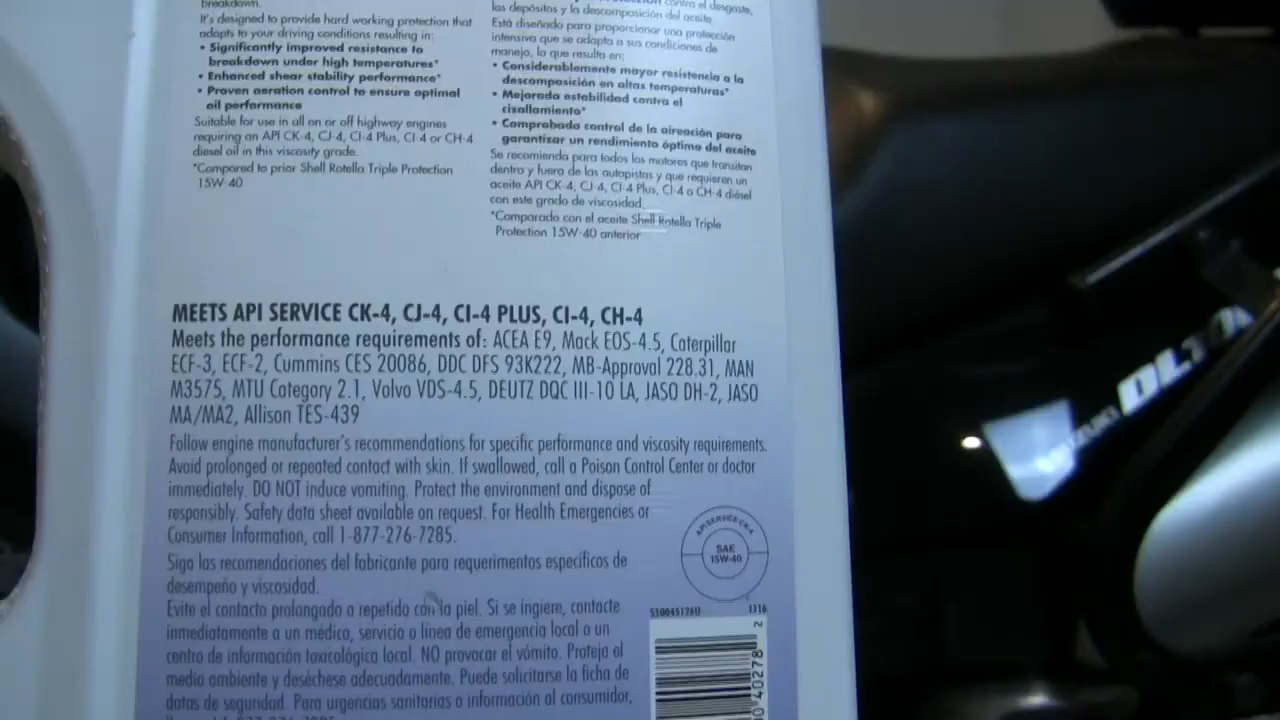 breakdown.
It's designed to provide hard working protection that
adapts to your driving conditions resulting in:
• Significantly improved resistance to
breakdown under high temperatures*
• Enhanced shear stability performance*
• Proven aeration control to ensure optimal
oil performance
Suitable for use in all on or off highway engines
requiring an API CK-4, CJ-4, CI-4 Plus, CI-4 or CH-4
diesel oil in this viscosity grade.
*Compared to prior Shell Rotella Triple Protection
15W-40
contra el desgaste,
los depósitos y la descomposición del aceite.
Está diseñado para proporcionar una protección
intensiva que se adapta a sus condiciones de
manejo, lo que resulta en:
• Considerablemente mayor resistencia a la
descomposición en altas temperaturas*
• Mejorada estabilidad contra el
cisallamiento*
• Comprobado control de la aireación para
garantizar un rendimiento óptimo del aceite
Se recomienda para todos los motores que transitan
dentro y fuera de las autopistas y que requieren un
aceite API CK-4, CJ-4, CI-4 Plus, CI-4 o CH-4 diésel
con este grado de viscosidad.
*Comparado con el aceite Shell Rotella Triple
Protection 15W-40 anterior
MEETS API SERVICE CK-4, CJ-4, CI-4 PLUS, CI-4, CH-4
Meets the performance requirements of: ACEA E9, Mack EOS-4.5, Caterpillar
ECF-3, ECF-2, Cummins CES 20086, DDC DFS 93K222, MB-Approval 228.31, MAN
M3575, MTU Category 2.1, Volvo VDS-4.5, DEUTZ DQC III-10 LA, JASO DH-2, JASO
MA/MA2, Allison TES-439
Follow engine manufacturer's recommendations for specific performance and viscosity requirements.
Avoid prolonged or repeated contact with skin. If swallowed, call a Poison Control Center or doctor
immediately. DO NOT induce vomiting. Protect the environment and dispose of
responsibly. Safety data sheet available on request. For Health Emergencies or
Consumer Information, call 1-877-276-7285.
Siga las recomendaciones del fabricante para requerimientos específicos de
desempeño y viscosidad.
Evite el contacto prolongado o repetido con la piel. Si se ingiere, contacte
inmediatamente a un médico, servicio o línea de emergencia local o un
centro de información toxicológica local. NO provocar el vómito. Proteja el
medio ambiente y deséchese adecuadamente. Puede solicitarse la ficha de
datos de seguridad. Para urgencias sanitarias o información al consumidor,
API SERVICE CK-4
SAE
15W-40
550045126U 1316
0 40278 2
SUZUKI